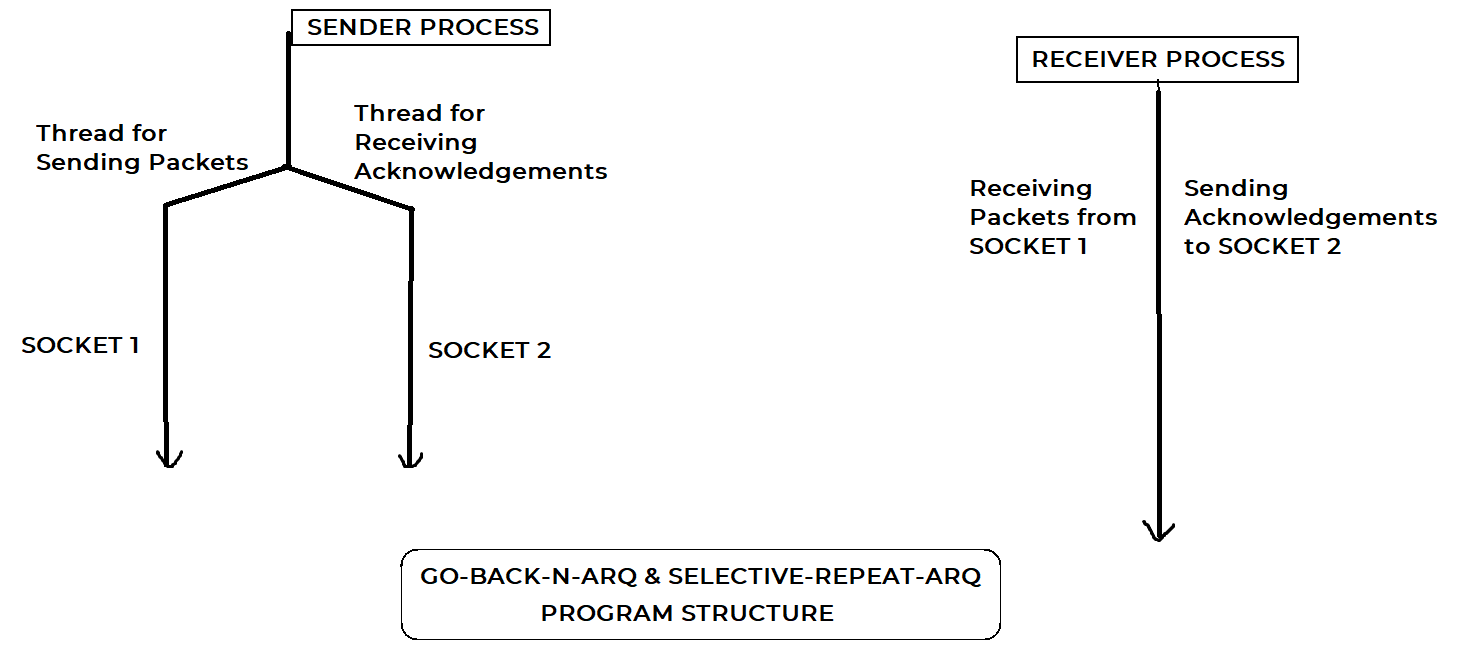 SENDER PROCESS
Thread for
Sending Packets
Thread for
Receiving
Acknowledgements
SOCKET 1
SOCKET 2
RECEIVER PROCESS
Receiving
Packets from
SOCKET 1
Sending
Acknowledgements
to SOCKET 2
GO-BACK-N-ARQ & SELECTIVE-REPEAT-ARQ
PROGRAM STRUCTURE